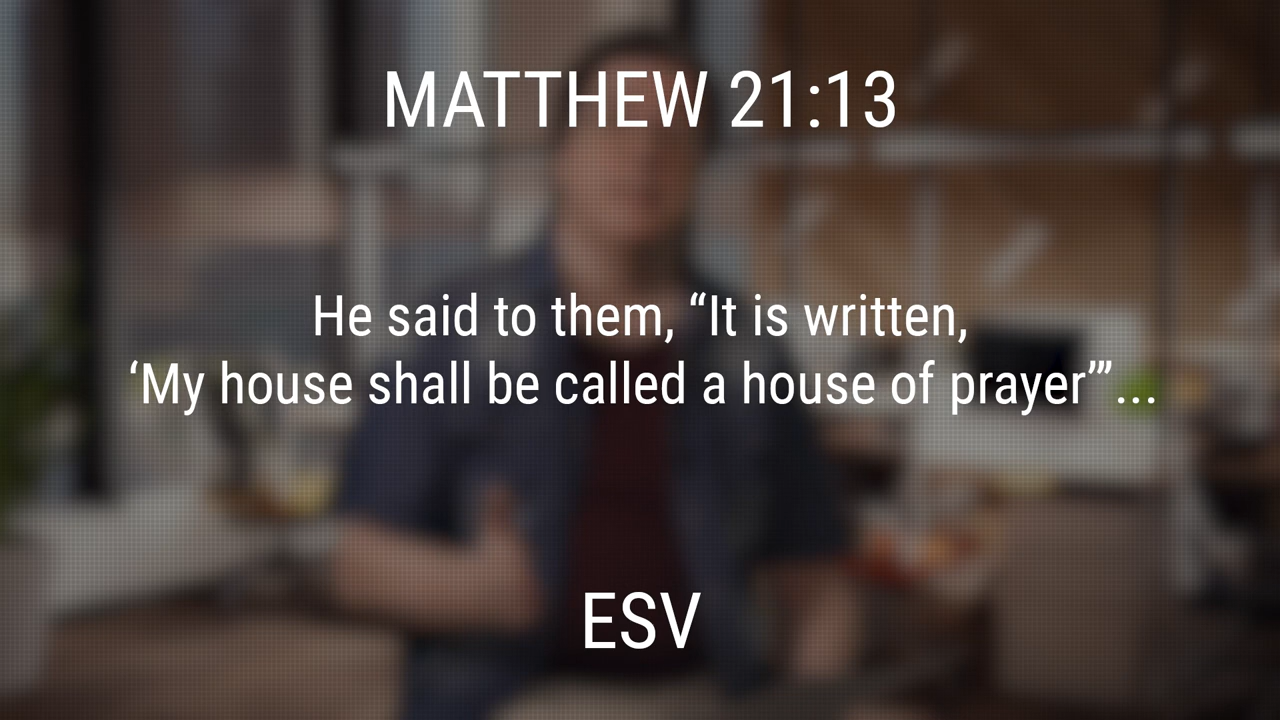 MATTHEW 21:13
He said to them, “It is written,
‘My house shall be called a house of prayer’”...
ESV